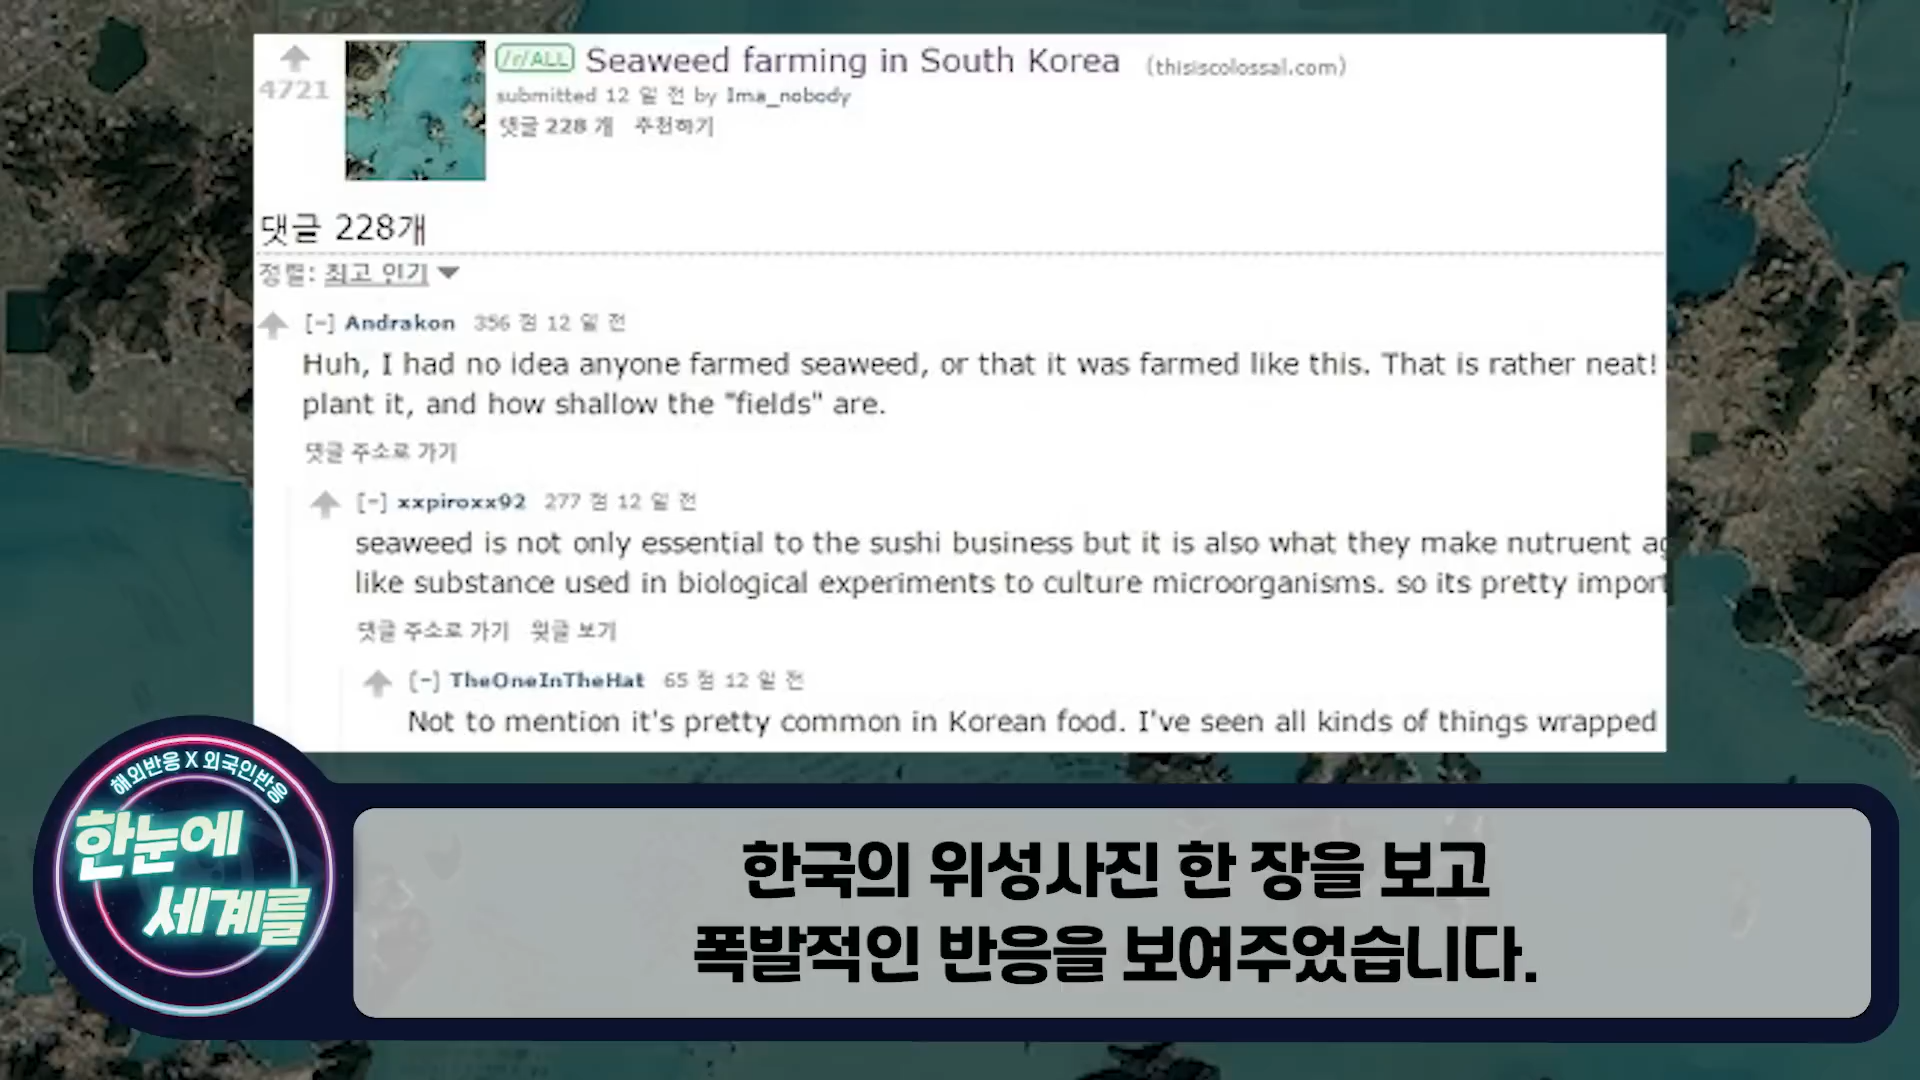 4721
/r/ALL Seaweed farming in South Korea (thisiscolossal.com)
submitted 12 일 전 by Ima_nobody
댓글 228 개 추천하기
댓글 228개
정렬: 최고 인기
[-] Andrakon 356 점 12 일 전
Huh, I had no idea anyone farmed seaweed, or that it was farmed like this. That is rather neat!
plant it, and how shallow the "fields" are.
댓글 주소로 가기
[-] xxpiroxx92 277 점 12 일 전
seaweed is not only essential to the sushi business but it is also what they make nutruent ag
like substance used in biological experiments to culture microorganisms. so its pretty import
댓글 주소로 가기 윗글 보기
[-] TheOneInTheHat 65 점 12 일 전
Not to mention it's pretty common in Korean food. I've seen all kinds of things wrapped
해외반응 X 외국인반응
한눈에
세계를
한국의 위성사진 한 장을 보고
폭발적인 반응을 보여주었습니다.